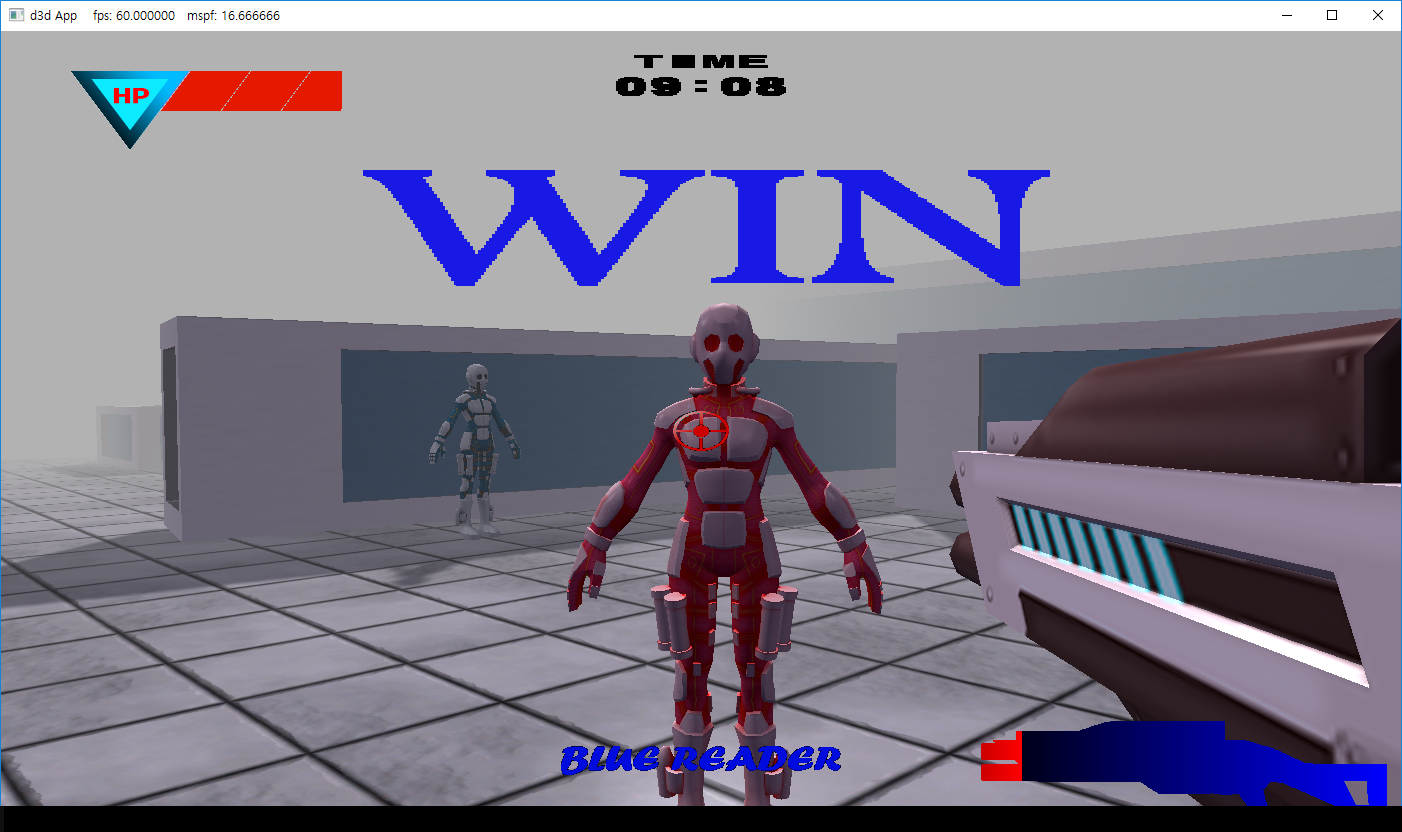 d3d App fps: 60.000000 mspf: 16.666666
TIME
09:08
HP
WIN
BLUE READER